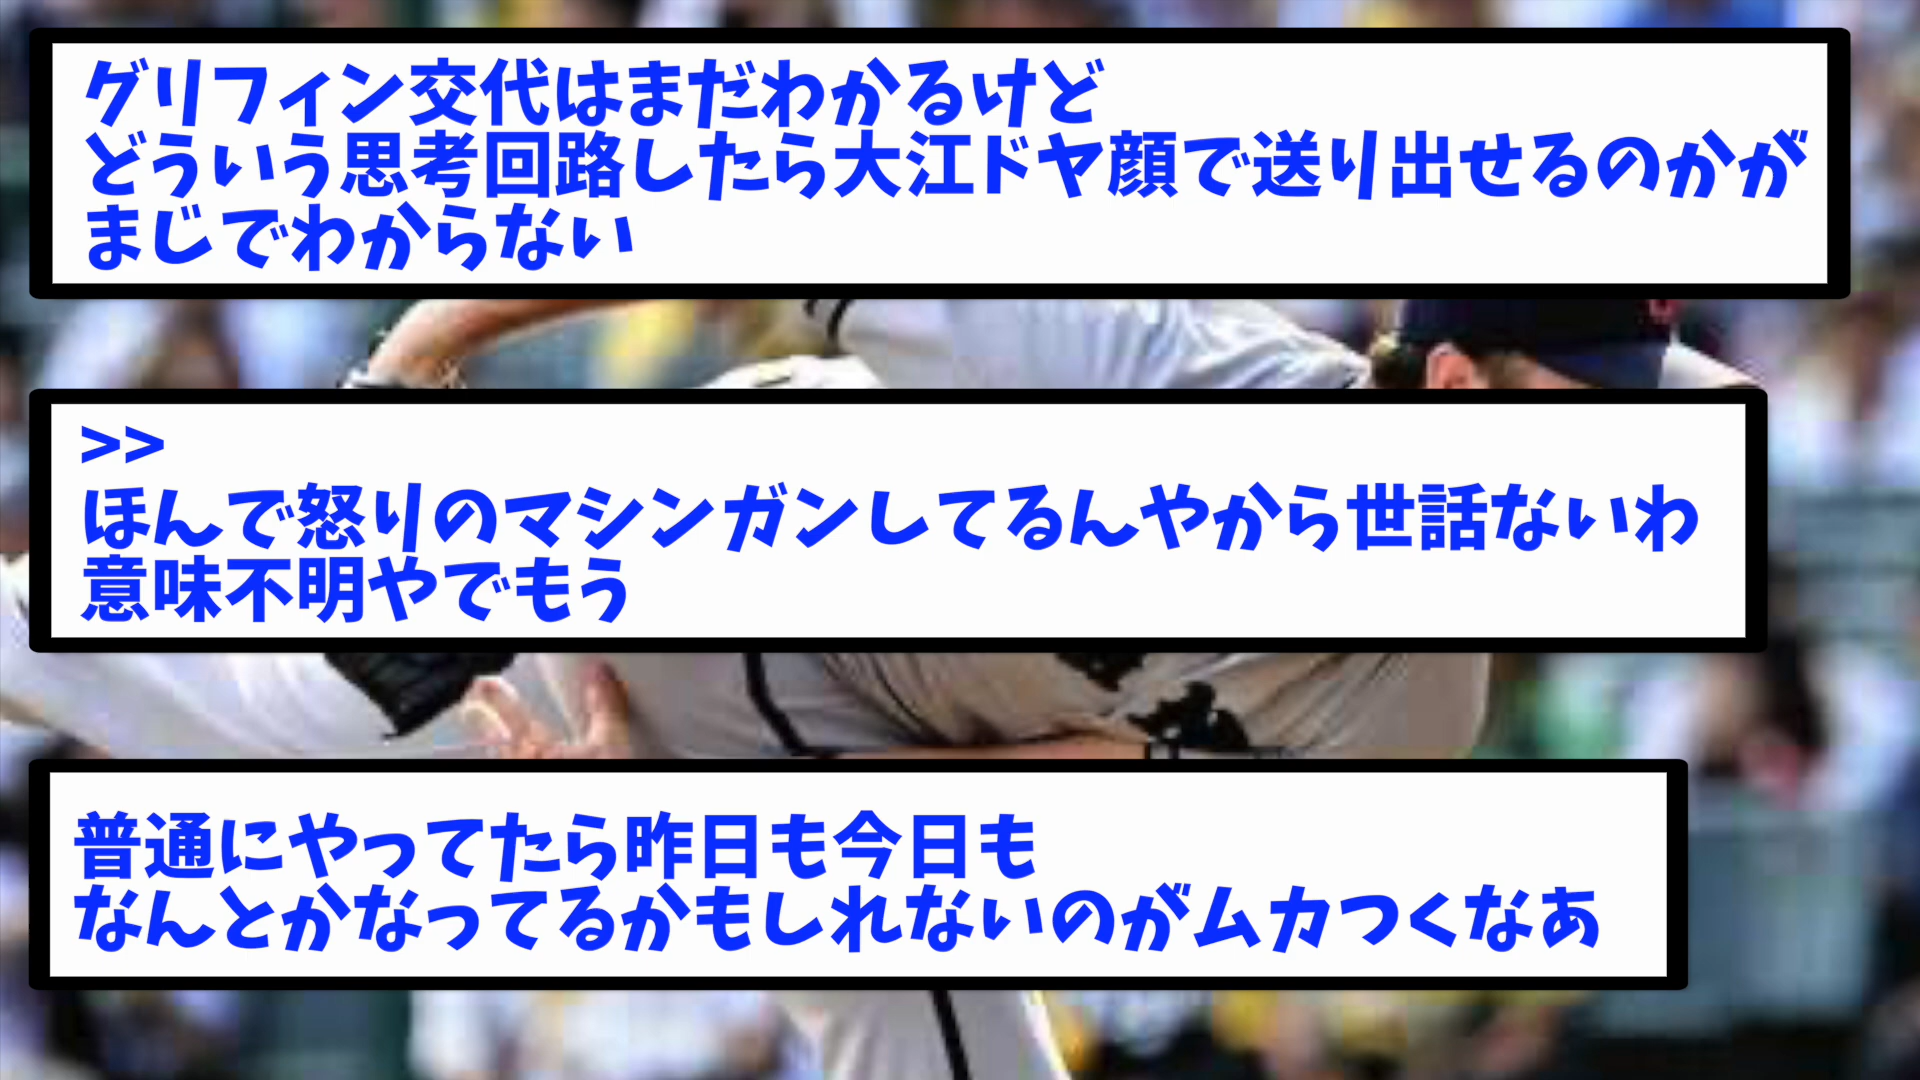 グリフィン交代はまだわかるけど
どういう思考回路したら大江ドヤ顔で送り出せるのかが
まじでわからない
>>
ほんで怒りのマシンガンしてるんやから世話ないわ
意味不明やでもう
普通にやってたら昨日も今日も
なんとかなってるかもしれないのがムカつくなあ